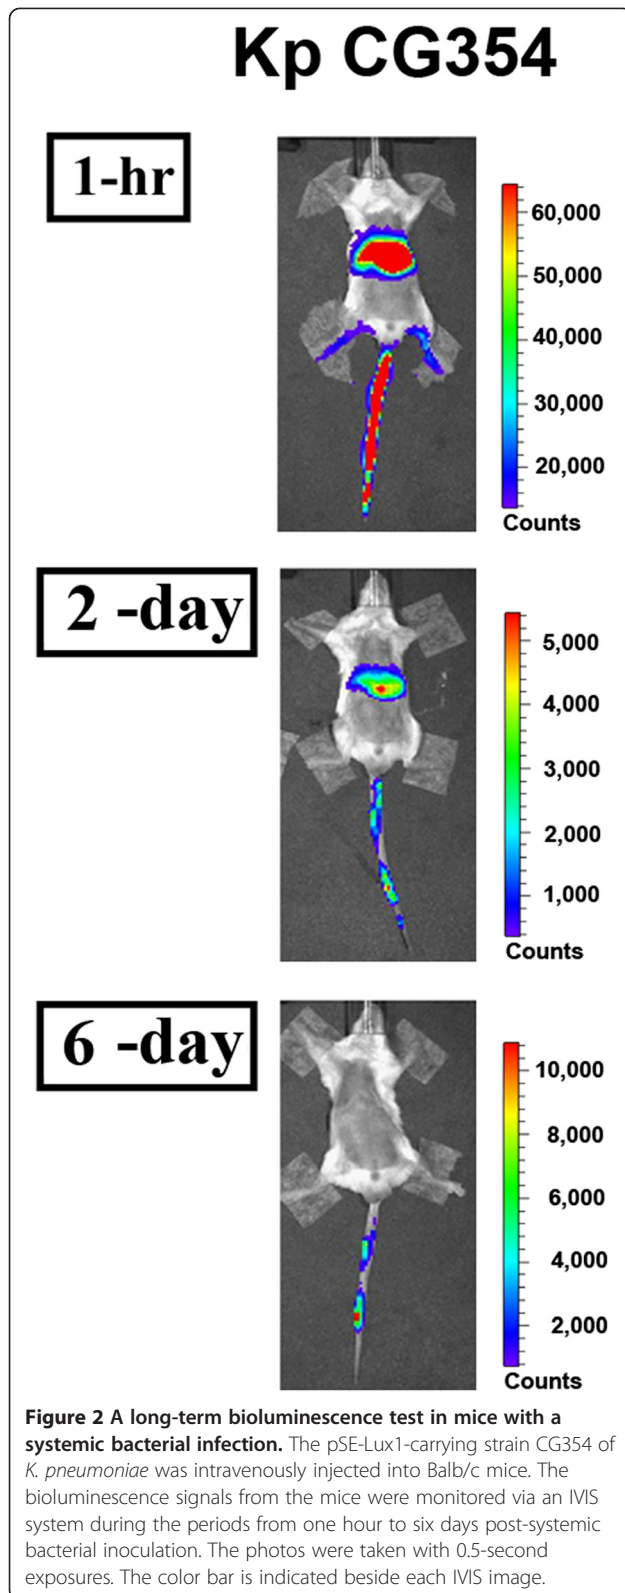 Kp CG354
1-hr
60,000
50,000
40,000
30,000
20,000
Counts
2 -day
5,000
4,000
3,000
2,000
1,000
Counts
6 -day
10,000
8,000
6,000
4,000
2,000
Counts
Figure 2 A long-term bioluminescence test in mice with a
systemic bacterial infection. The pSE-Lux1-carrying strain CG354 of
K. pneumoniae was intravenously injected into Balb/c mice. The
bioluminescence signals from the mice were monitored via an IVIS
system during the periods from one hour to six days post-systemic
bacterial inoculation. The photos were taken with 0.5-second
exposures. The color bar is indicated beside each IVIS image.